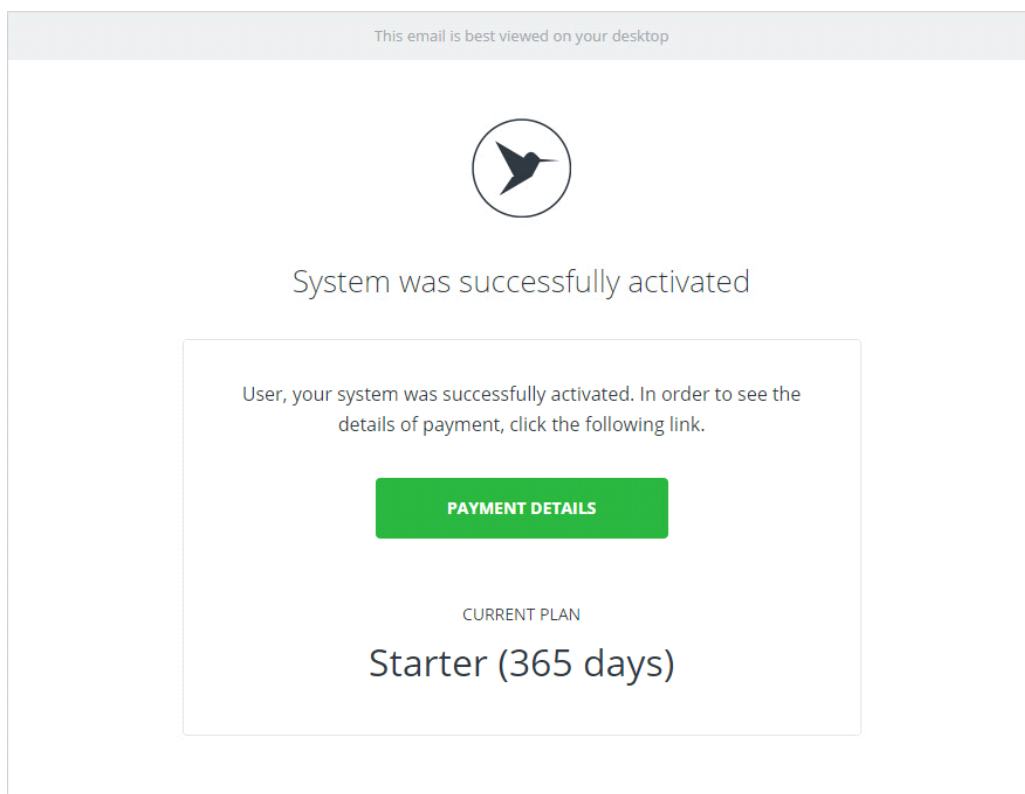 This email is best viewed on your desktop
System was successfully activated
User, your system was successfully activated. In order to see the
details of payment, click the following link.
PAYMENT DETAILS
CURRENT PLAN
Starter (365 days)